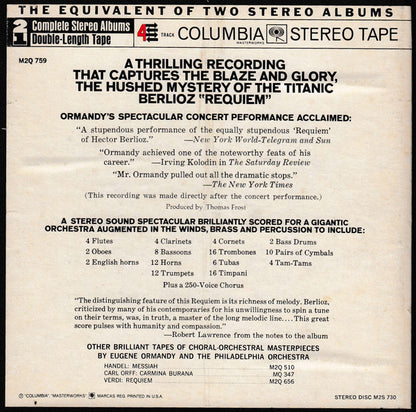 THE EQUIVALENT OF TWO STEREO ALBUMS
2 in 1 Complete Stereo Albums
Double-Length Tape
4 TRACK COLUMBIA MASTERWORKS STEREO TAPE
M2Q 759
A THRILLING RECORDING
THAT CAPTURES THE BLAZE AND GLORY,
THE HUSHED MYSTERY OF THE TITANIC
BERLIOZ "REQUIEM"
ORMANDY'S SPECTACULAR CONCERT PEFORMANCE ACCLAIMED:
"A stupendous performance of the equally stupendous 'Requiem'
of Hector Berlioz." —New York World-Telegram and Sun
"Ormandy achieved one of the noteworthy feats of his
career." —Irving Kolodin in The Saturday Review
"Mr. Ormandy pulled out all the dramatic stops."
—The New York Times
(This recording was made directly after the concert performance.)
Produced by Thomas Frost
A STEREO SOUND SPECTACULAR BRILLIANTLY SCORED FOR A GIGANTIC
ORCHESTRA AUGMENTED IN THE WINDS, BRASS AND PERCUSSION TO INCLUDE:
4 Flutes 4 Clarinets 4 Cornets 2 Bass Drums
2 Oboes 8 Bassoons 16 Trombones 10 Pairs of Cymbals
2 English horns 12 Horns 6 Tubas 4 Tam-Tams
12 Trumpets 16 Timpani
Plus a 250-Voice Chorus
"The distinguishing feature of this Requiem is its richness of melody. Berlioz,
criticized by many of his contemporaries for his unwillingness to spin a tune
on their terms, was, in truth, a master of the long melodic line.... This great
score pulses with humanity and compassion."
—Robert Lawrence from the notes to the album
OTHER BRILLIANT TAPES OF CHORAL-ORCHESTRAL MASTERPIECES
BY EUGENE ORMANDY AND THE PHILADELPHIA ORCHESTRA
HANDEL: MESSIAH M2Q 510
CARL ORFF: CARMINA BURANA MQ 347
VERDI: REQUIEM M2Q 656
® "COLUMBIA" "MASTERWORKS" MARCAS REG. PRINTED IN U.S.A. STEREO DISC M2S 730